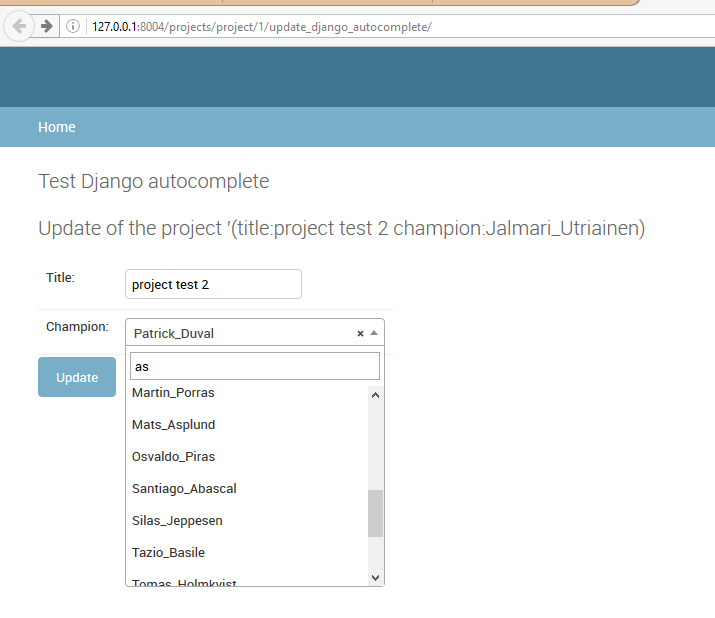 127.0.0.1:8004/projects/project/1/update_django_autocomplete/
Home
Test Django autocomplete
Update of the project '(title:project test 2 champion:Jalmari_Utriainen)
Title:
project test 2
Champion:
Patrick_Duval
×
as
Update
Martin_Porras
Mats_Asplund
Osvaldo_Piras
Santiago_Abascal
Silas_Jeppesen
Tazio_Basile
Tomas_Holmkvist